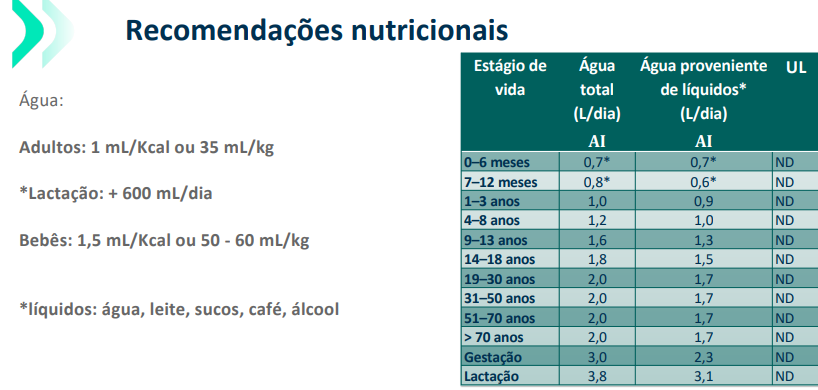 Recomendações nutricionais
Água:
Adultos: 1 mL/Kcal ou 35 mL/kg
*Lactação: + 600 mL/dia
Bebês: 1,5 mL/Kcal ou 50 - 60 mL/kg
*líquidos: água, leite, sucos, café, álcool
Estágio de vida Água total (L/dia) AI Água proveniente de líquidos* (L/dia) AI UL
0–6 meses 0,7* 0,7* ND
7–12 meses 0,8* 0,6* ND
1–3 anos 1,0 0,9 ND
4–8 anos 1,2 1,0 ND
9–13 anos 1,6 1,3 ND
14–18 anos 1,8 1,5 ND
19–30 anos 2,0 1,7 ND
31–50 anos 2,0 1,7 ND
51–70 anos 2,0 1,7 ND
> 70 anos 2,0 1,7 ND
Gestação 3,0 2,3 ND
Lactação 3,8 3,1 ND